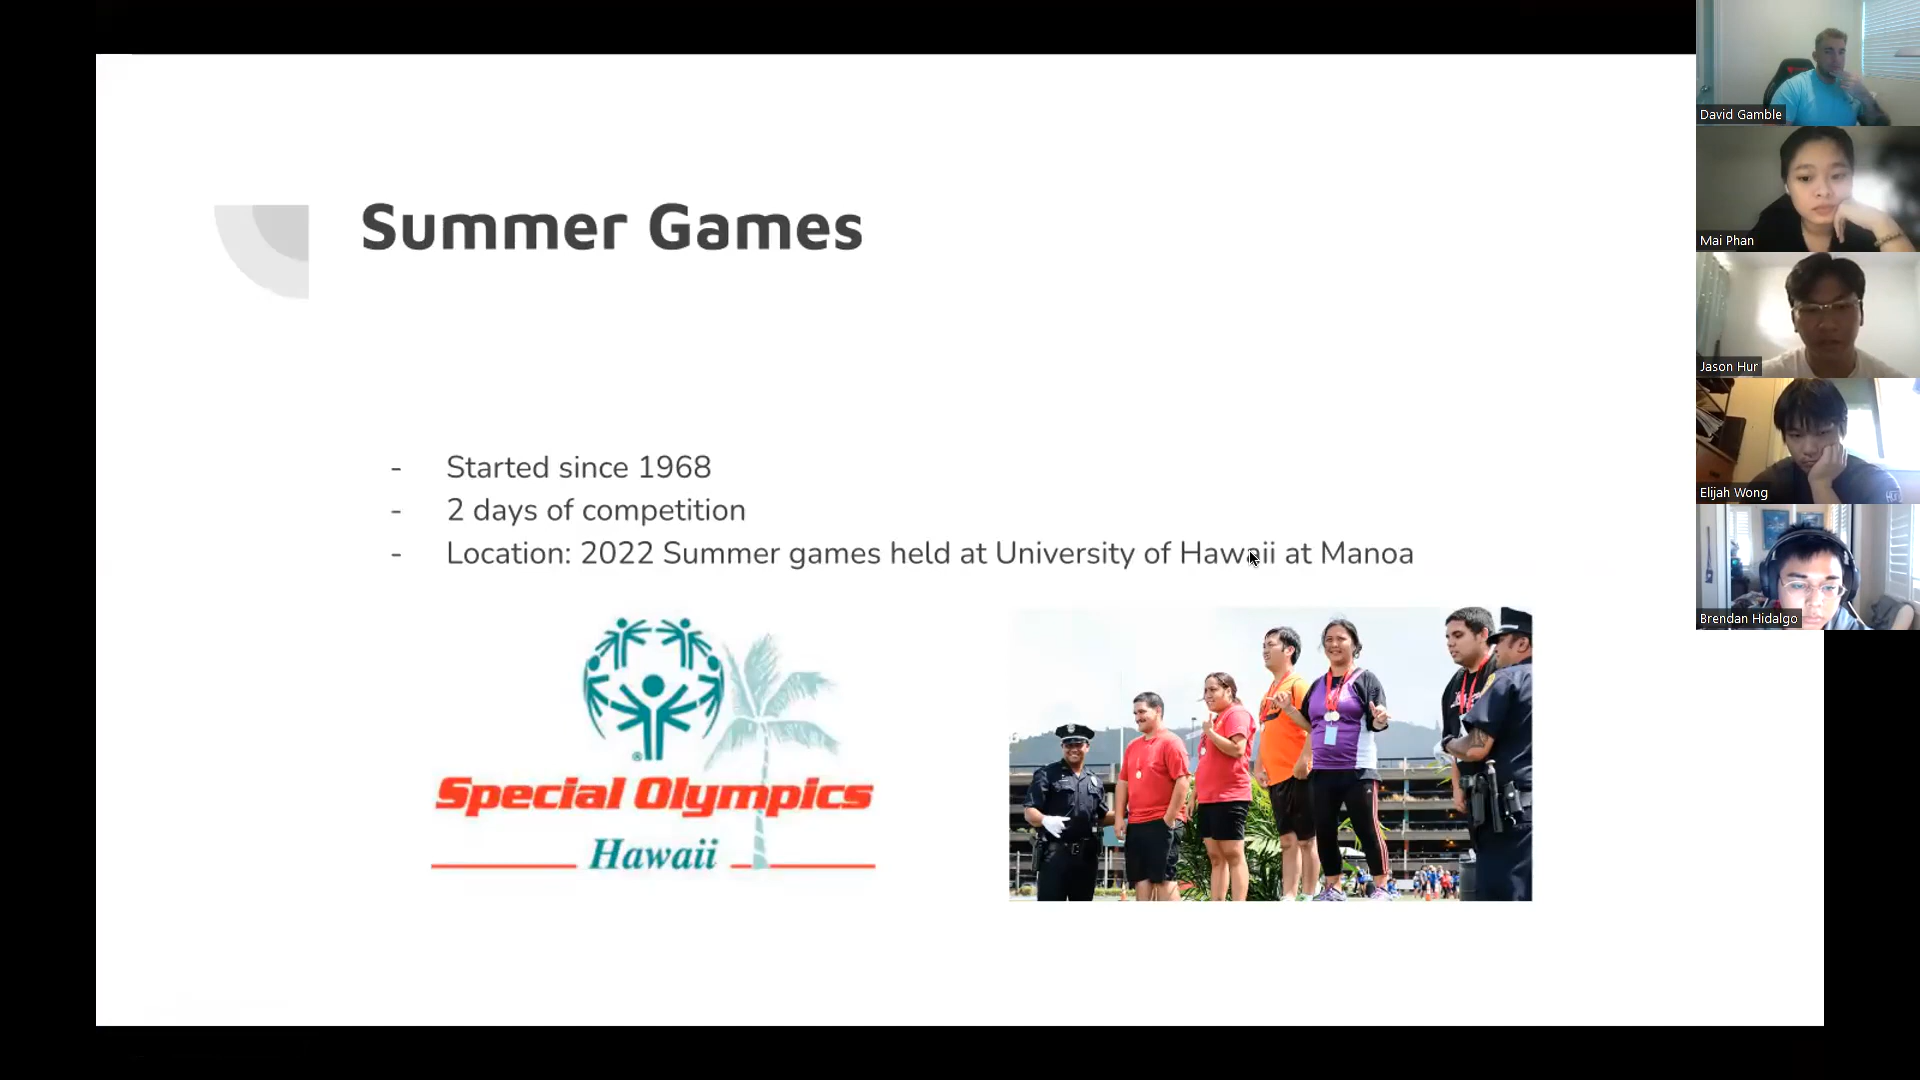 Summer Games
- Started since 1968
- 2 days of competition
- Location: 2022 Summer games held at University of Hawaii at Manoa
®
Special Olympics
Hawaii
David Gamble
Mai Phan
Jason Hur
Elijah Wong
Brendan Hidalgo